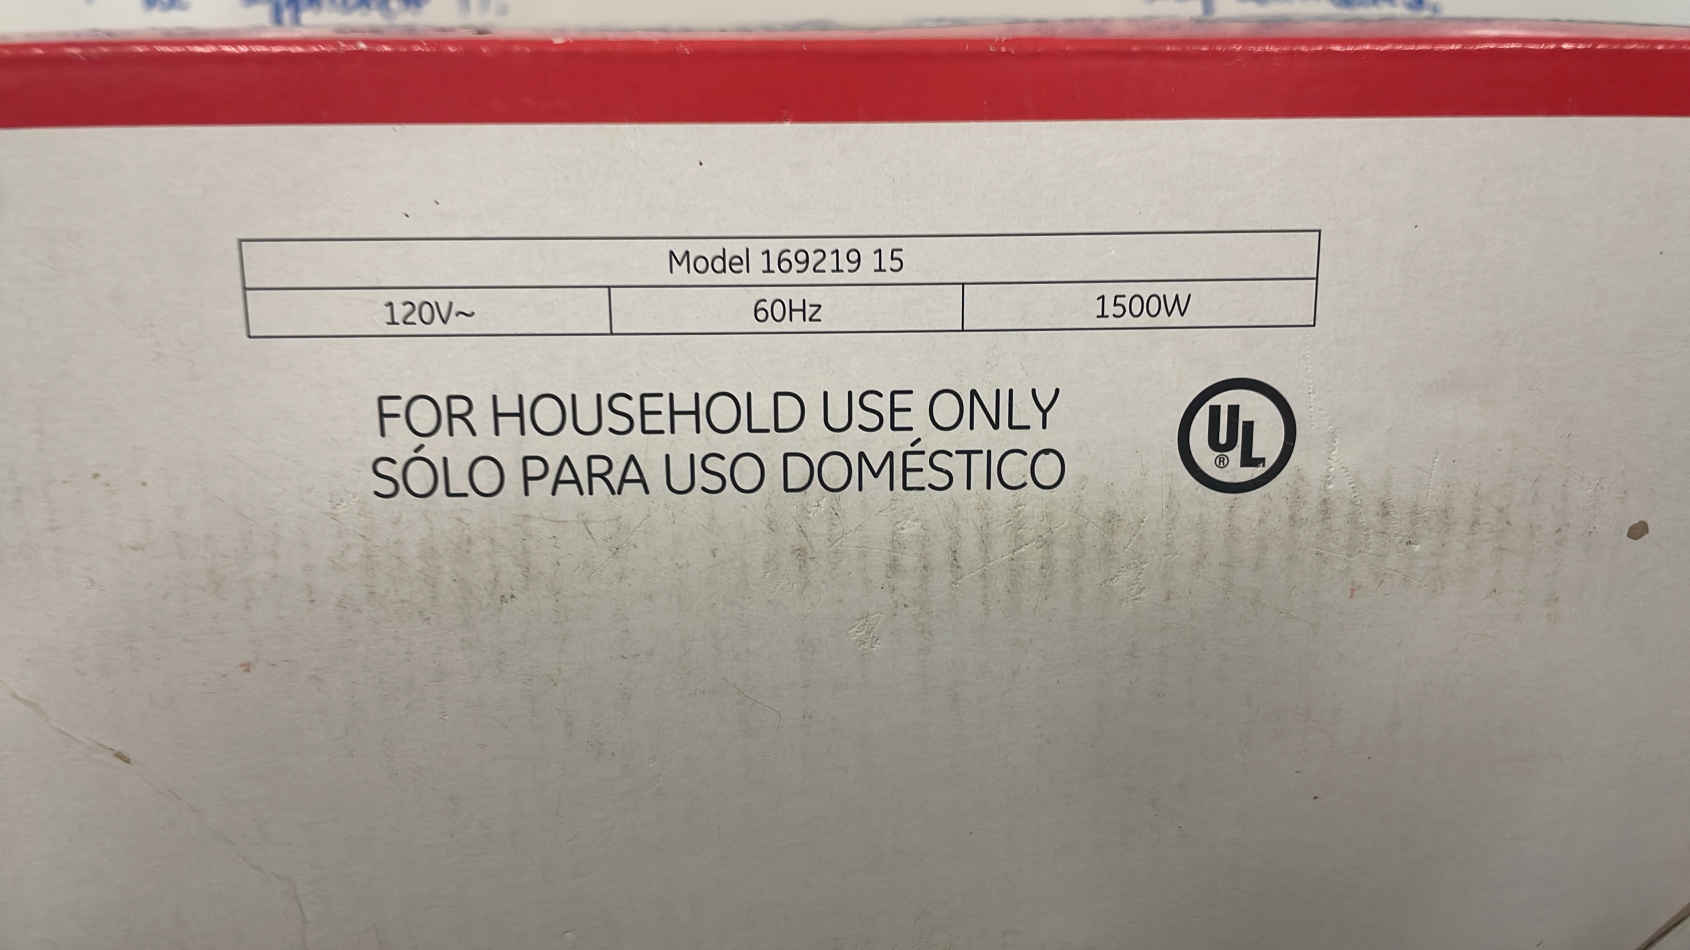 Model 169219 15
120V~ 60Hz 1500W
FOR HOUSEHOLD USE ONLY
SÓLO PARA USO DOMÉSTICO
UL
®